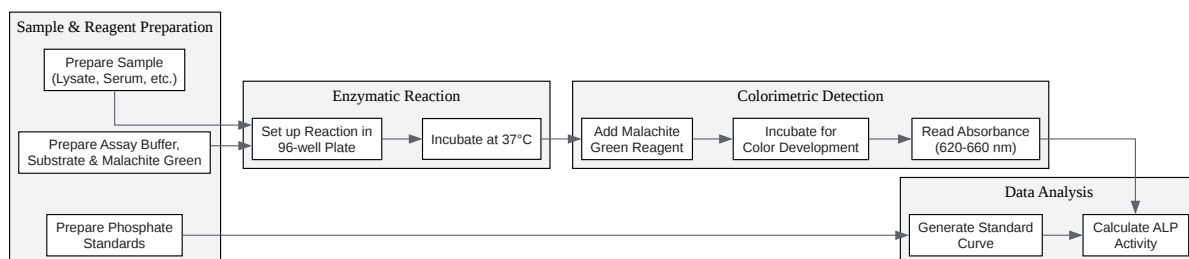 Sample & Reagent Preparation
Prepare Sample
(Lysate, Serum, etc.)
Prepare Assay Buffer,
Substrate & Malachite Green
Prepare Phosphate
Standards
Enzymatic Reaction
Set up Reaction in
96-well Plate
Incubate at 37°C
Colorimetric Detection
Add Malachite
Green Reagent
Incubate for
Color Development
Read Absorbance
(620-660 nm)
Data Analysis
Generate Standard
Curve
Calculate ALP
Activity